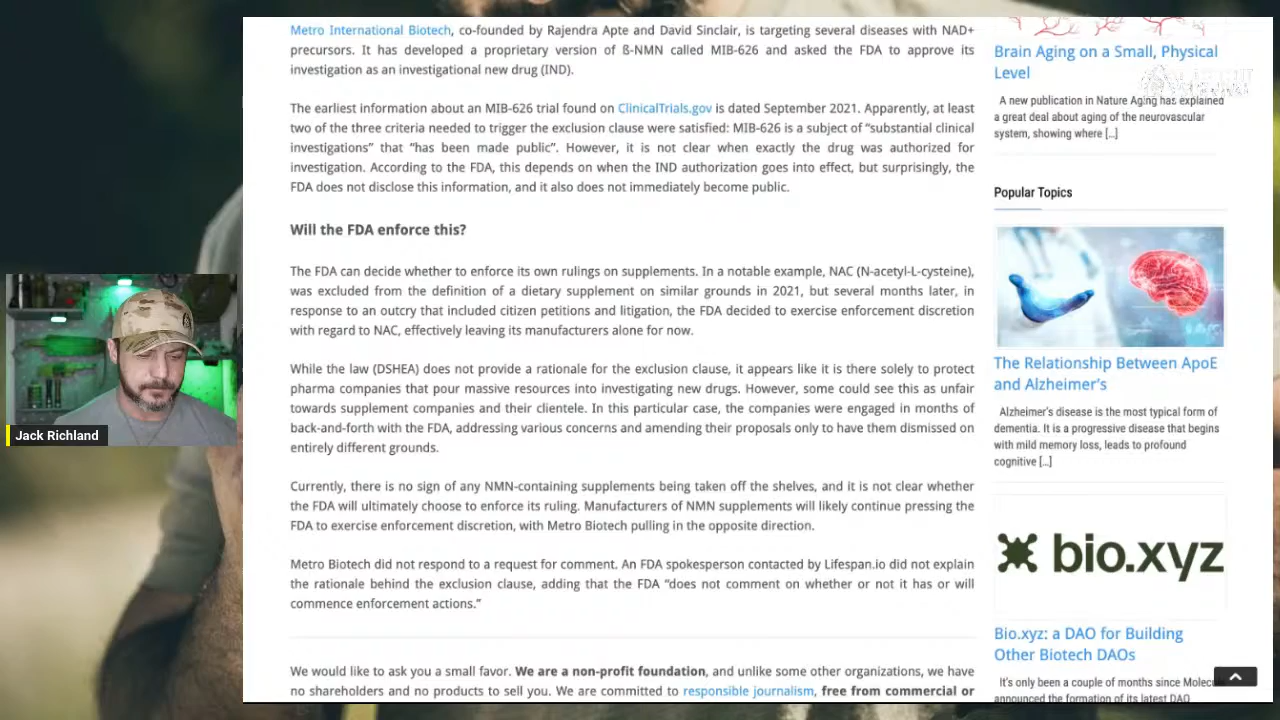 Metro International Biotech, co-founded by Rajendra Apte and David Sinclair, is targeting several diseases with NAD+
precursors. It has developed a proprietary version of ß-NMN called MIB-626 and asked the FDA to approve its
investigation as an investigational new drug (IND).
The earliest information about an MIB-626 trial found on ClinicalTrials.gov is dated September 2021. Apparently, at least
two of the three criteria needed to trigger the exclusion clause were satisfied: MIB-626 is a subject of “substantial clinical
investigations” that “has been made public”. However, it is not clear when exactly the drug was authorized for
investigation. According to the FDA, this depends on when the IND authorization goes into effect, but surprisingly, the
FDA does not disclose this information, and it also does not immediately become public.
Will the FDA enforce this?
The FDA can decide whether to enforce its own rulings on supplements. In a notable example, NAC (N-acetyl-L-cysteine),
was excluded from the definition of a dietary supplement on similar grounds in 2021, but several months later, in
response to an outcry that included citizen petitions and litigation, the FDA decided to exercise enforcement discretion
with regard to NAC, effectively leaving its manufacturers alone for now.
While the law (DSHEA) does not provide a rationale for the exclusion clause, it appears like it is there solely to protect
pharma companies that pour massive resources into investigating new drugs. However, some could see this as unfair
towards supplement companies and their clientele. In this particular case, the companies were engaged in months of
back-and-forth with the FDA, addressing various concerns and amending their proposals only to have them dismissed on
entirely different grounds.
Currently, there is no sign of any NMN-containing supplements being taken off the shelves, and it is not clear whether
the FDA will ultimately choose to enforce its ruling. Manufacturers of NMN supplements will likely continue pressing the
FDA to exercise enforcement discretion, with Metro Biotech pulling in the opposite direction.
Metro Biotech did not respond to a request for comment. An FDA spokesperson contacted by Lifespan.io did not explain
the rationale behind the exclusion clause, adding that the FDA “does not comment on whether or not it has or will
commence enforcement actions.”
We would like to ask you a small favor. We are a non-profit foundation, and unlike some other organizations, we have
no shareholders and no products to sell you. We are committed to responsible journalism, free from commercial or
Brain Aging on a Small, Physical
Level
A new publication in Nature Aging has explained
a great deal about aging of the neurovascular
system, showing where [...]
Popular Topics
The Relationship Between ApoE
and Alzheimer’s
Alzheimer’s disease is the most typical form of
dementia. It is a progressive disease that begins
with mild memory loss, leads to profound
cognitive [...]
bio.xyz
Bio.xyz: a DAO for Building
Other Biotech DAOs
It’s only a couple of months since Molecu
announced the formation of its latest DAO
Jack Richland